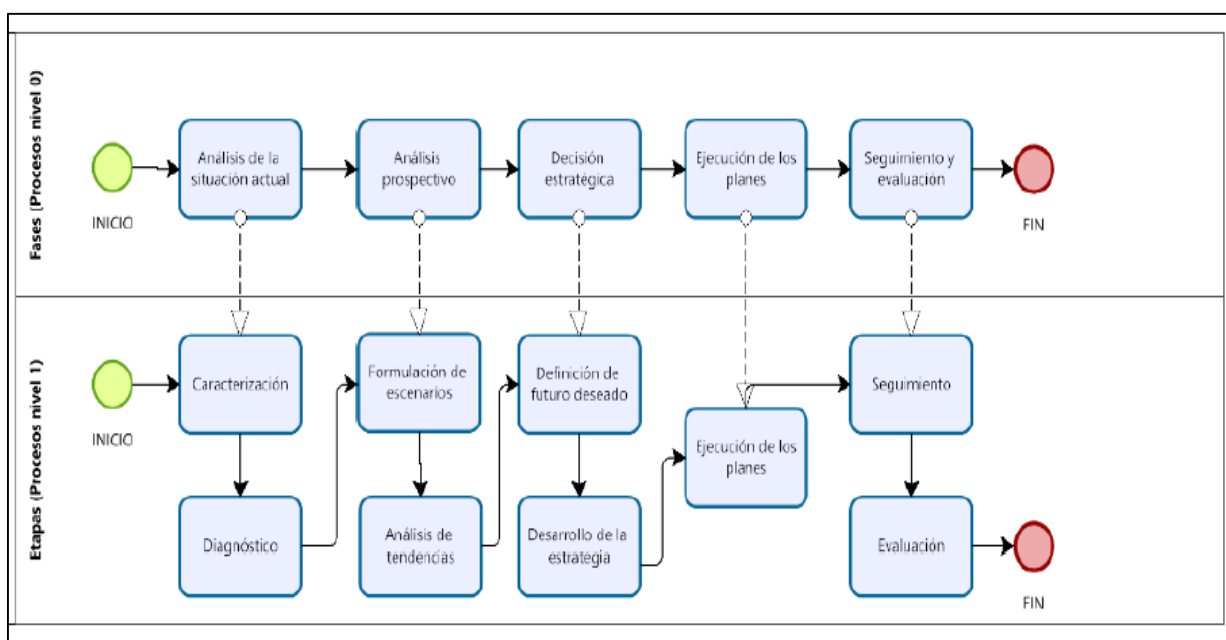 Fases (Procesos nivel 0)
INICIO
Análisis de la
situación actual
Análisis
prospectivo
Decisión
estratégica
Ejecución de los
planes
Seguimiento y
evaluación
FIN
Etapas (Procesos nivel 1)
INICIO
Caracterización
Formulación de
escenarios
Definición de
futuro deseado
Ejecución de los
planes
Seguimiento
Diagnóstico
Análisis de
tendencias
Desarrollo de la
estrategia
Evaluación
FIN